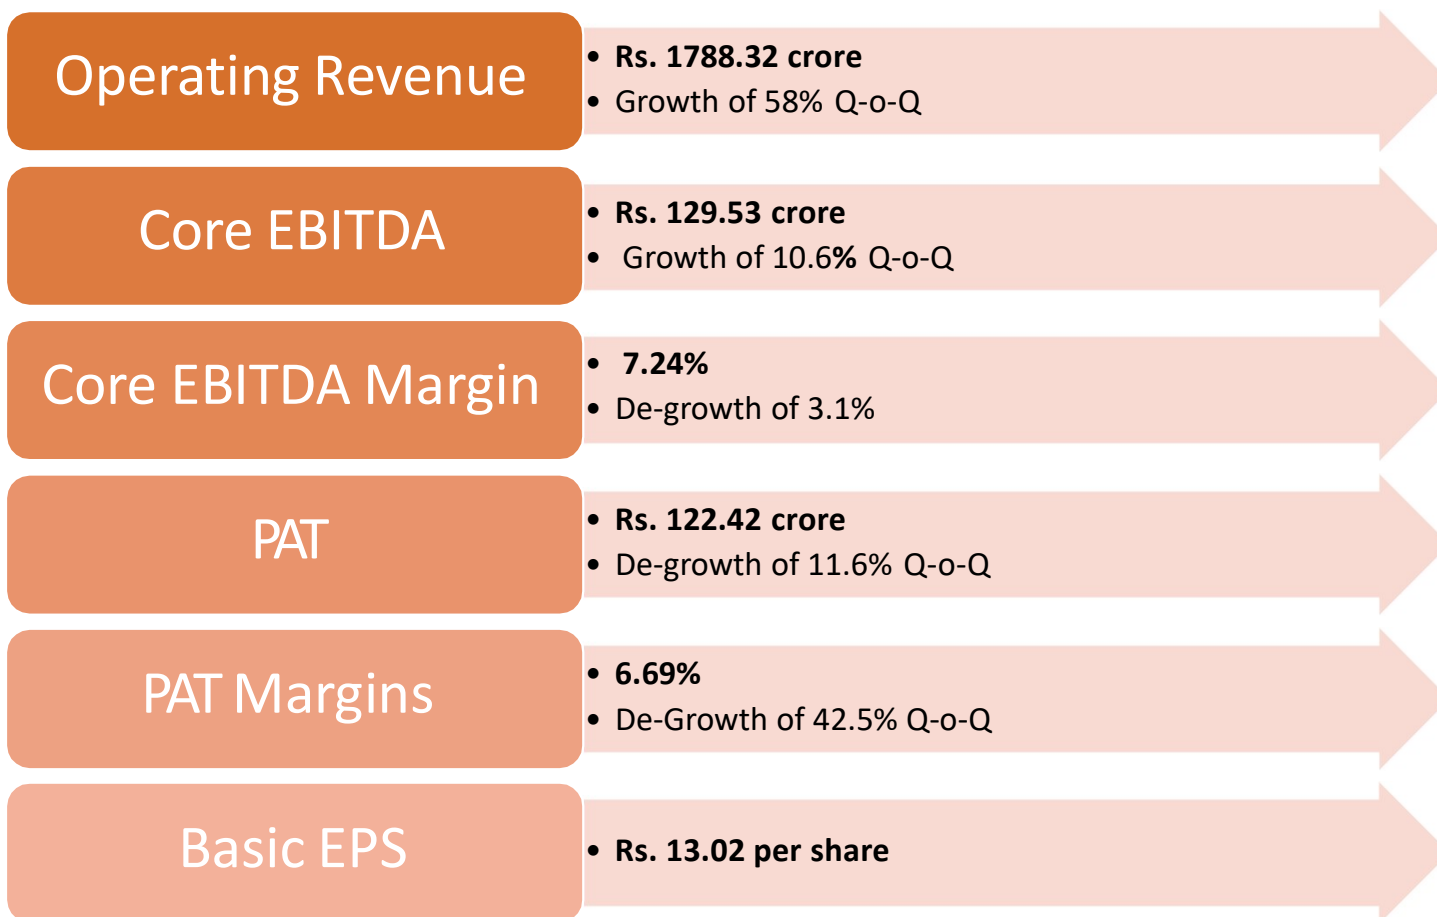 Operating Revenue
• Rs. 1788.32 crore
• Growth of 58% Q-o-Q
Core EBITDA
• Rs. 129.53 crore
• Growth of 10.6% Q-o-Q
Core EBITDA Margin
• 7.24%
• De-growth of 3.1%
PAT
• Rs. 122.42 crore
• De-growth of 11.6% Q-o-Q
PAT Margins
• 6.69%
• De-Growth of 42.5% Q-o-Q
Basic EPS
• Rs. 13.02 per share